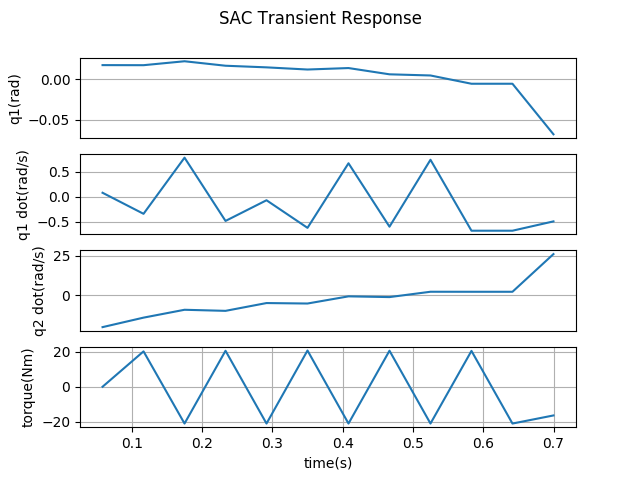 SAC Transient Response
q1(rad)
0.00
−0.05
q1 dot(rad/s)
0.5
0.0
−0.5
q2 dot(rad/s)
25
0
torque(Nm)
20
0
−20
0.1 0.2 0.3 0.4 0.5 0.6 0.7
time(s)